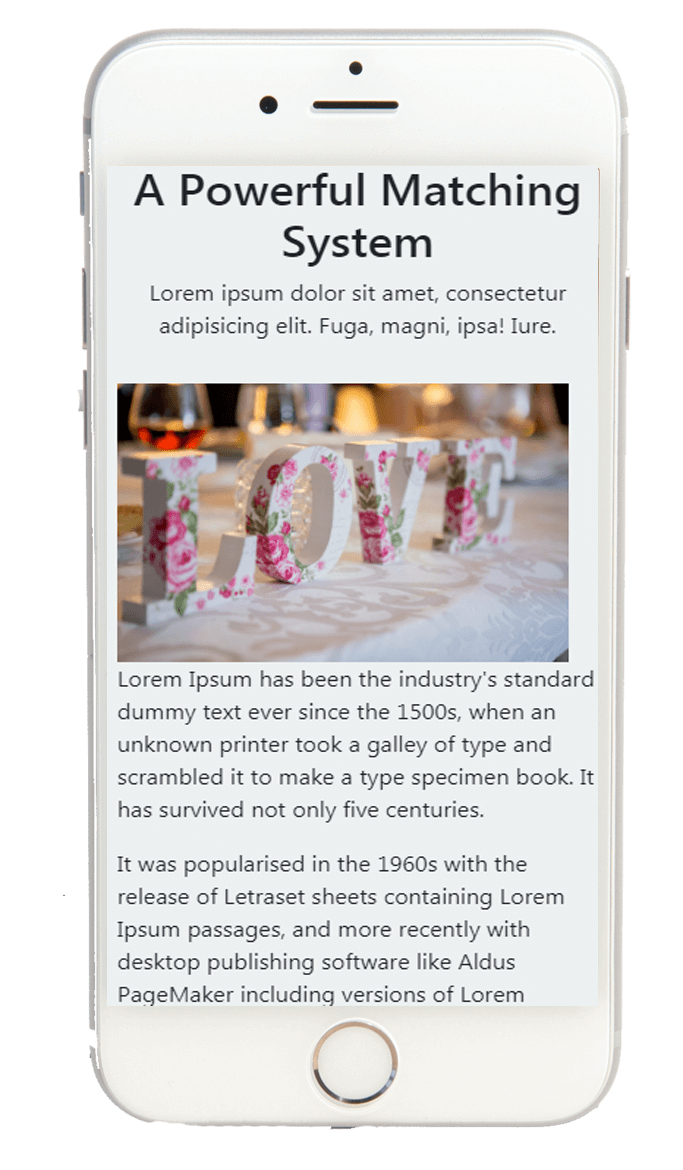 A Powerful Matching
System
Lorem ipsum dolor sit amet, consectetur
adipisicing elit. Fuga, magni, ipsa! Iure.
LOVE
Lorem Ipsum has been the industry's standard
dummy text ever since the 1500s, when an
unknown printer took a galley of type and
scrambled it to make a type specimen book. It
has survived not only five centuries.
It was popularised in the 1960s with the
release of Letraset sheets containing Lorem
Ipsum passages, and more recently with
desktop publishing software like Aldus
PageMaker including versions of Lorem